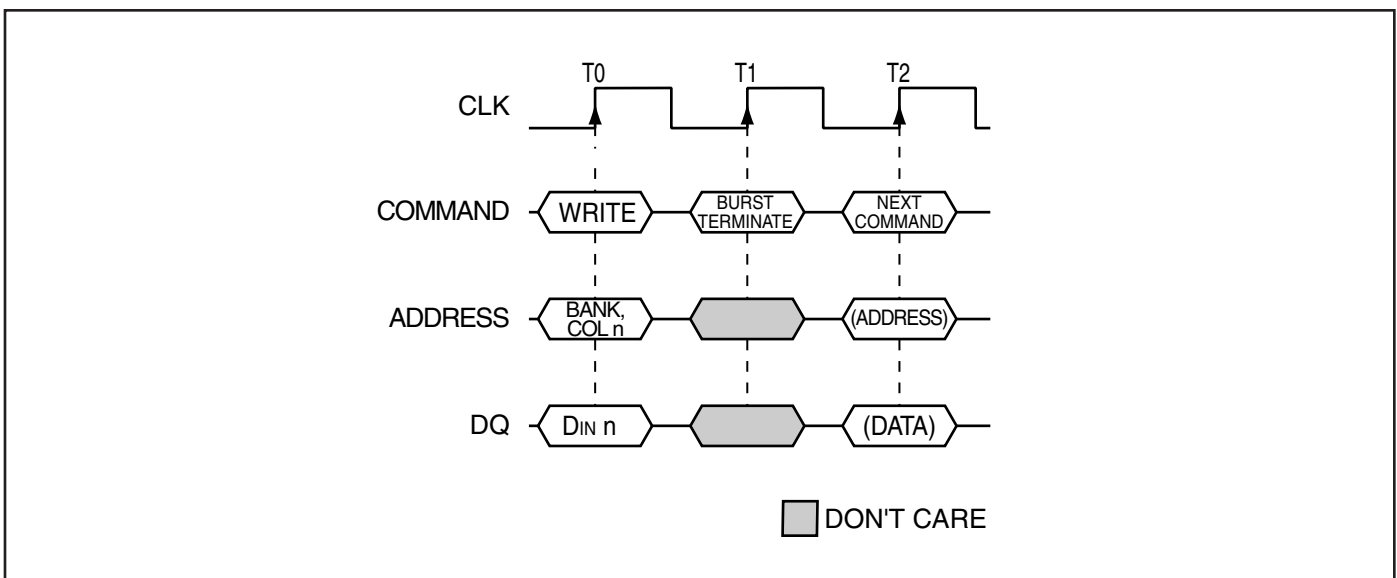 T0 T1 T2
CLK
COMMAND WRITE BURST TERMINATE NEXT COMMAND
ADDRESS BANK, COL n (ADDRESS)
DQ DIN n (DATA)
DON'T CARE